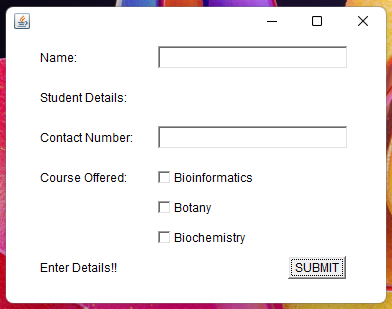 Name:
Student Details:
Contact Number:
Course Offered: Bioinformatics
Botany
Biochemistry
Enter Details!! SUBMIT